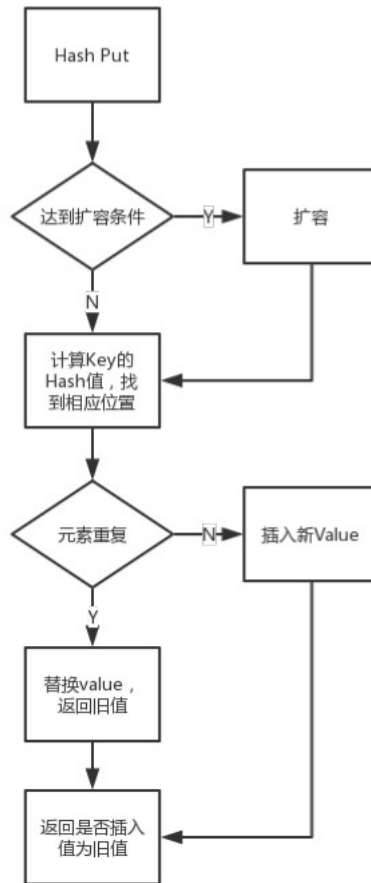 Hash Put
达到扩容条件
Y
扩容
N
计算Key的
Hash值，找
到相应位置
元素重复
N
插入新Value
Y
替换value，
返回旧值
返回是否插入
值为旧值